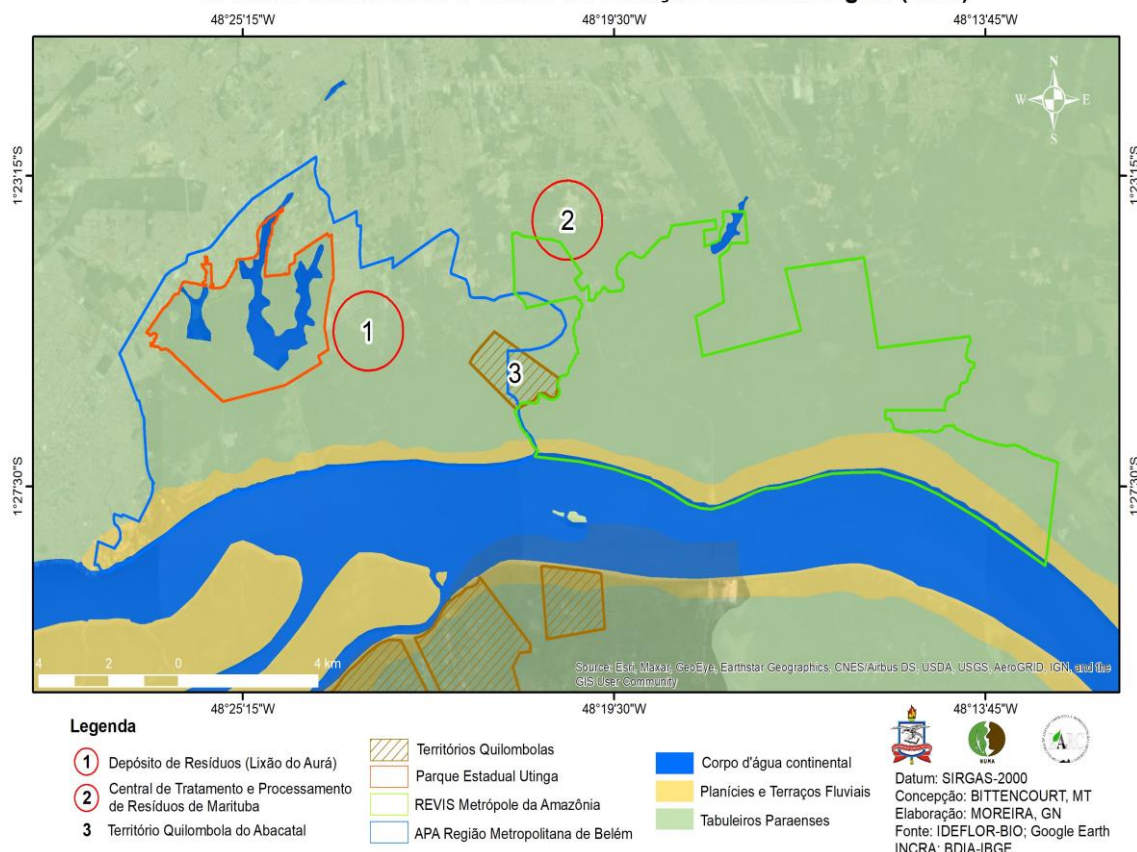 48°25'15"W 48°19'30"W 48°13'45"W
1°23'15"S
1°23'15"S
N
W E
S
2
1
3
1°27'30"S
1°27'30"S
4 2 0 4 km
Source: Esri, Maxar, GeoEye, Earthstar Geographics, CNES/Airbus DS, USDA, USGS, AeroGRID, IGN, and the
GIS User Community
48°25'15"W 48°19'30"W 48°13'45"W
Legenda
1 Depósito de Resíduos (Lixão do Aurá)
2 Central de Tratamento e Processamento
de Resíduos de Marituba
3 Território Quilombola do Abacatal
Territórios Quilombolas
Parque Estadual Utinga
REVIS Metrópole da Amazônia
APA Região Metropolitana de Belém
Corpo d'água continental
Planícies e Terraços Fluviais
Tabuleiros Paraenses
NUMA
Datum: SIRGAS-2000
Concepção: BITTENCOURT, MT
Elaboração: MOREIRA, GN
Fonte: IDEFLOR-BIO; Google Earth
INCRA; BDIA-IBGE